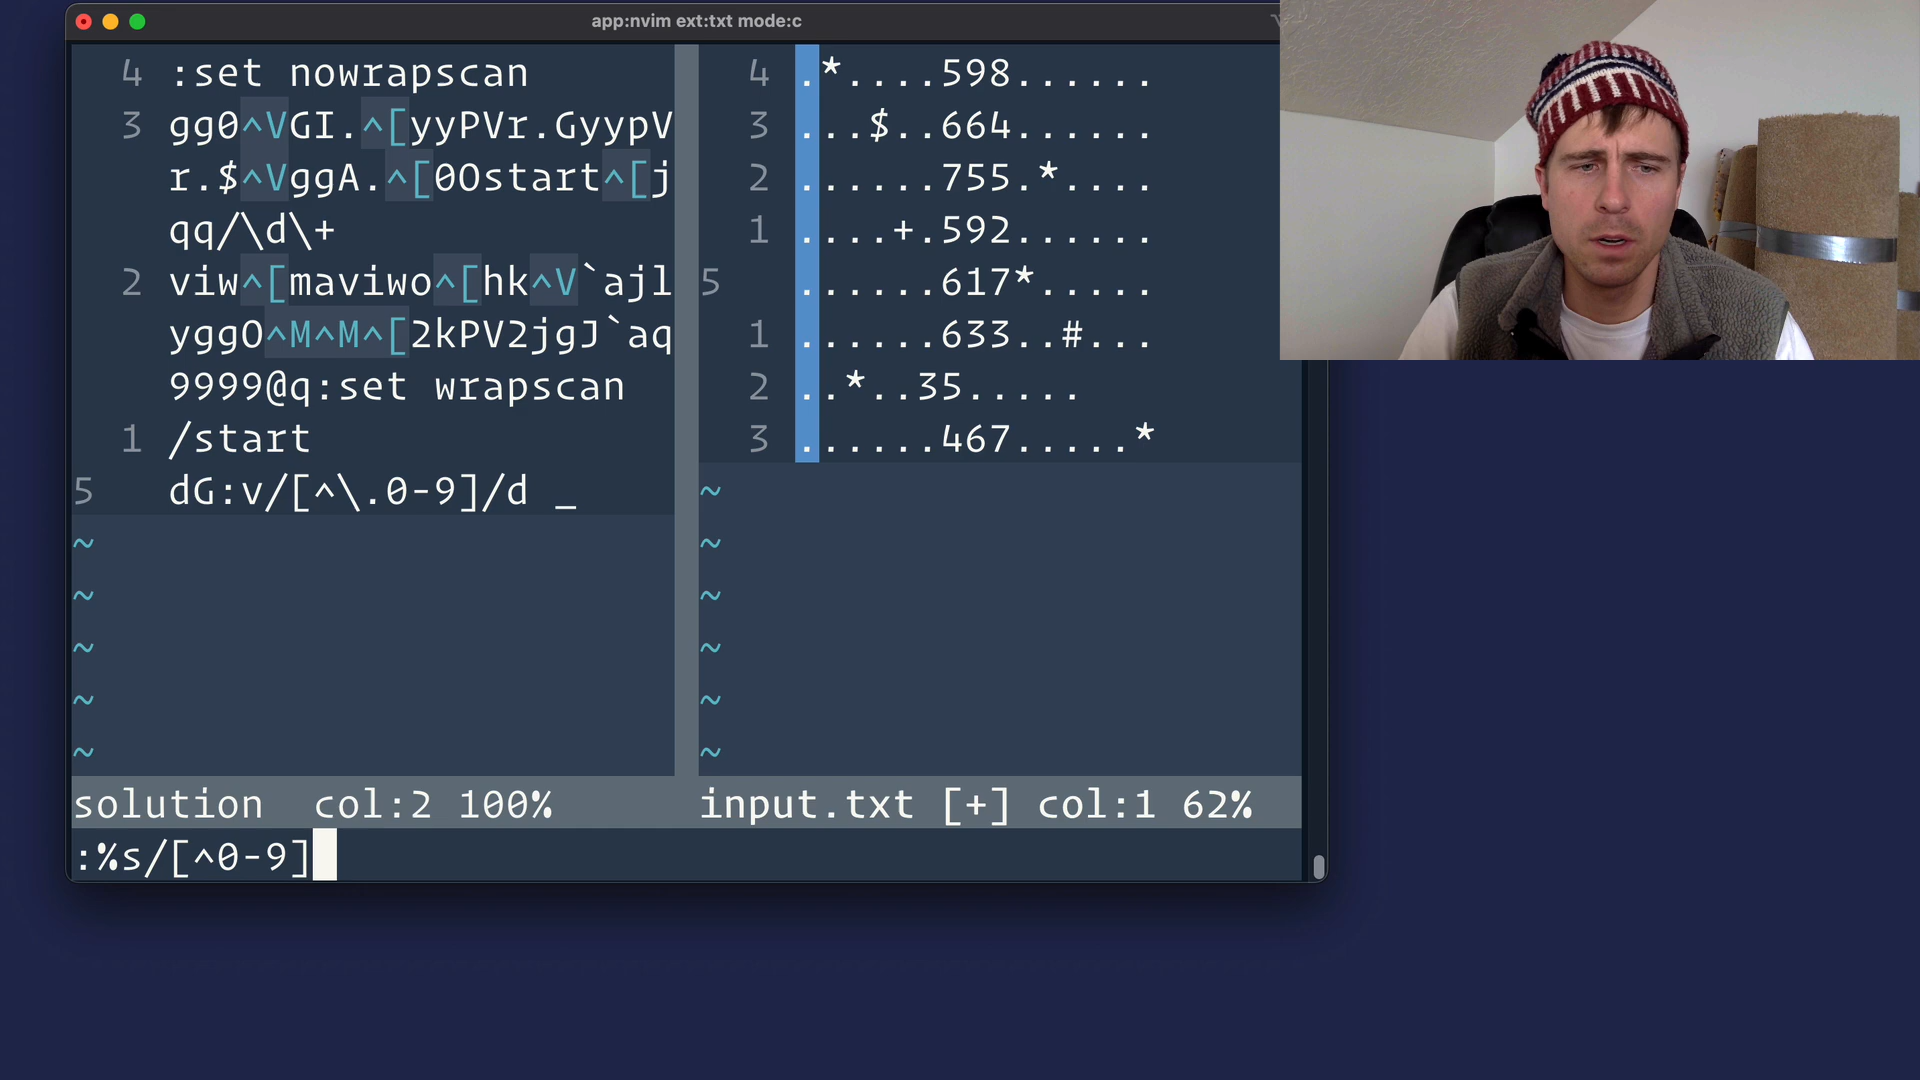 app:nvim ext:txt mode:c
4 :set nowrapscan
3 gg0^VGI.^[yyPVr.GyypV
r.$^VggA.^[0Ostart^[j
qq/\d\+
2 viw^[maviwo^[hk^V`ajl
yggO^M^M^[2kPV2jgJ`aq
9999@q:set wrapscan
1 /start
5 dG:v/[^\.0-9]/d _
~
~
~
~
~
4 .*....598......
3 ...$..664......
2 ......755.*....
1 ....+.592......
5 ......617*.....
1 ......633..#...
2 ..*..35.....
3 ......467.....*
~
~
~
~
~
~
solution col:2 100%
input.txt [+] col:1 62%
:%s/[^0-9]